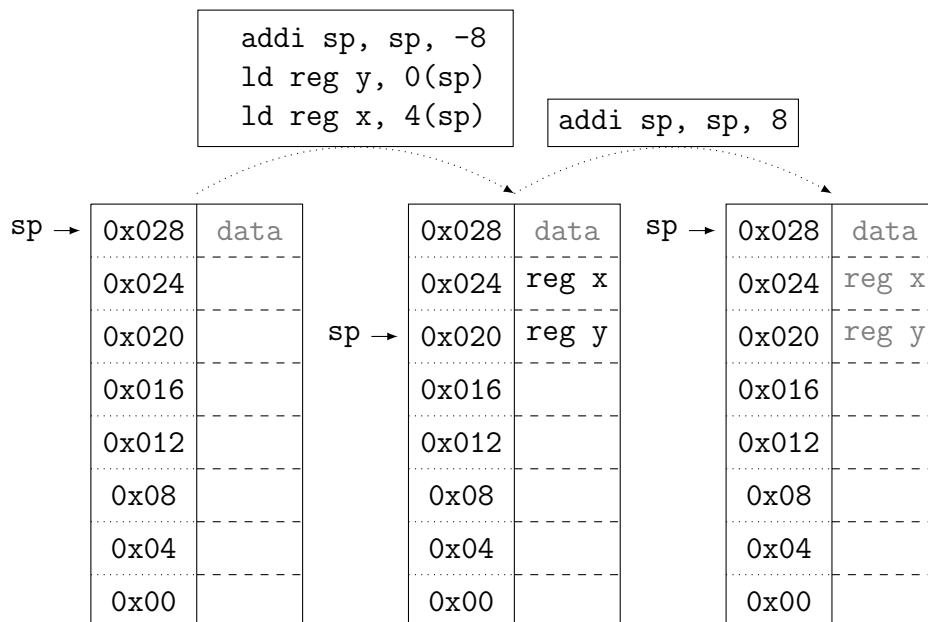 addi sp, sp, -8
ld reg y, 0(sp)
ld reg x, 4(sp)
addi sp, sp, 8
sp 0x028 data
0x024
0x020
0x016
0x012
0x08
0x04
0x00
0x028 data
0x024 reg x
sp 0x020 reg y
0x016
0x012
0x08
0x04
0x00
sp 0x028 data
0x024 reg x
0x020 reg y
0x016
0x012
0x08
0x04
0x00